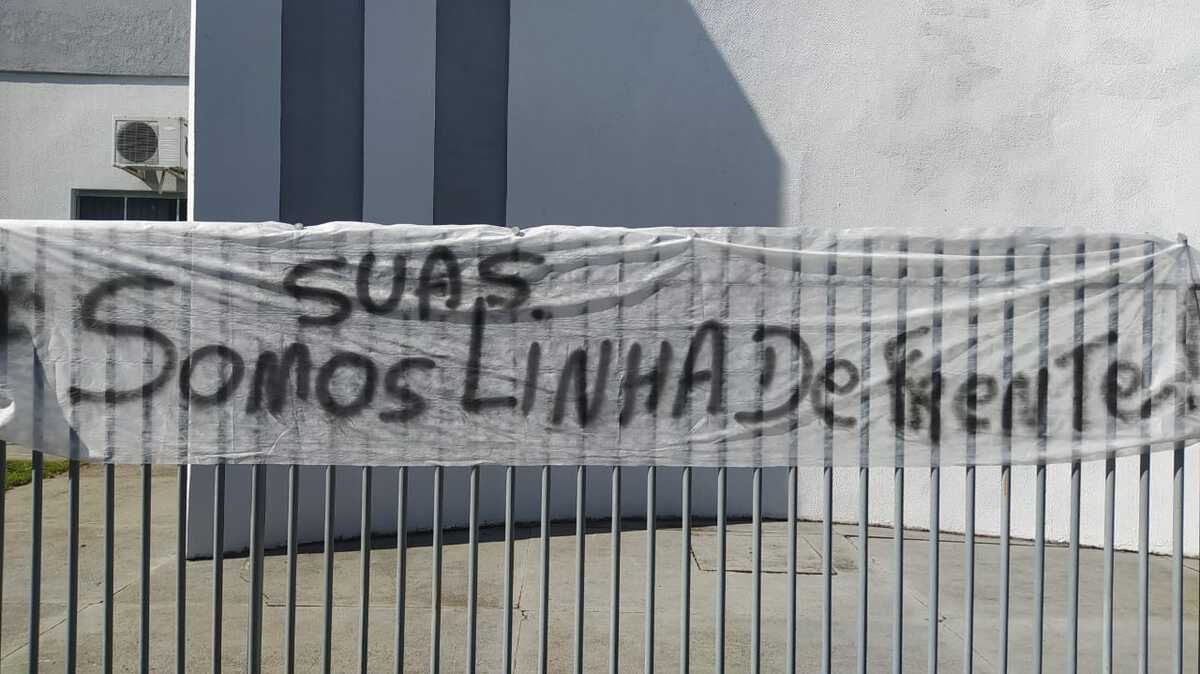 SUAS.
Somos LINHA De FRenTe!